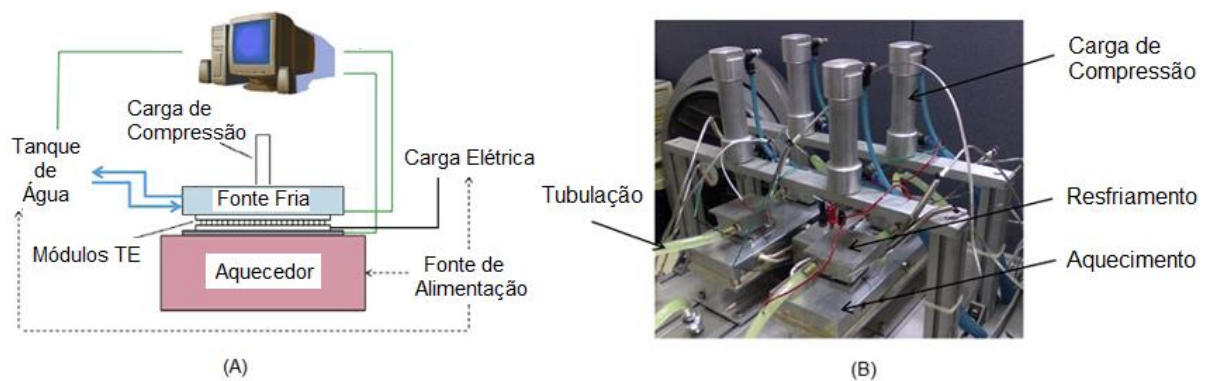 Carga de
Compressão
Tanque
de
Água
Carga Elétrica
Fonte Fria
Módulos TE
Aquecedor
Fonte de
Alimentação
(A)
Carga de
Compressão
Tubulação
Resfriamento
Aquecimento
(B)